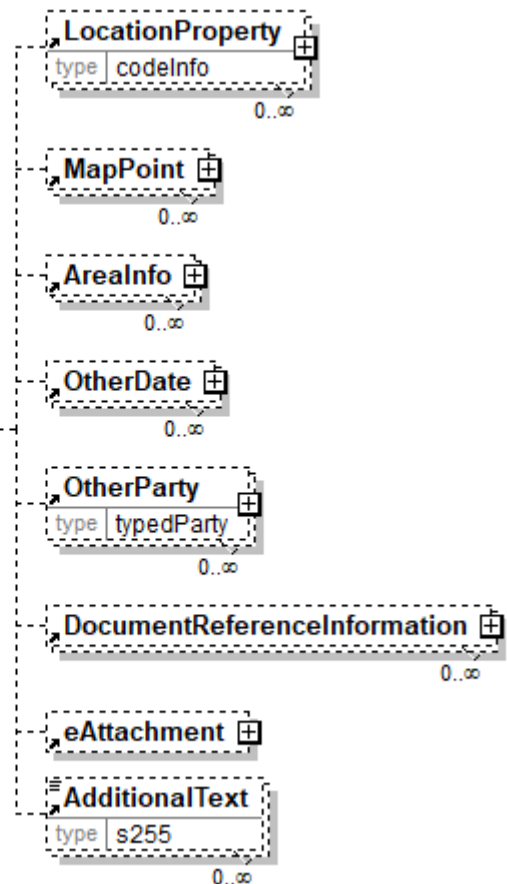 LocationProperty
type codeInfo
0..∞
MapPoint
0..∞
AreaInfo
0..∞
OtherDate
0..∞
OtherParty
type typedParty
0..∞
DocumentReferenceInformation
0..∞
eAttachment
AdditionalText
type s255
0..∞